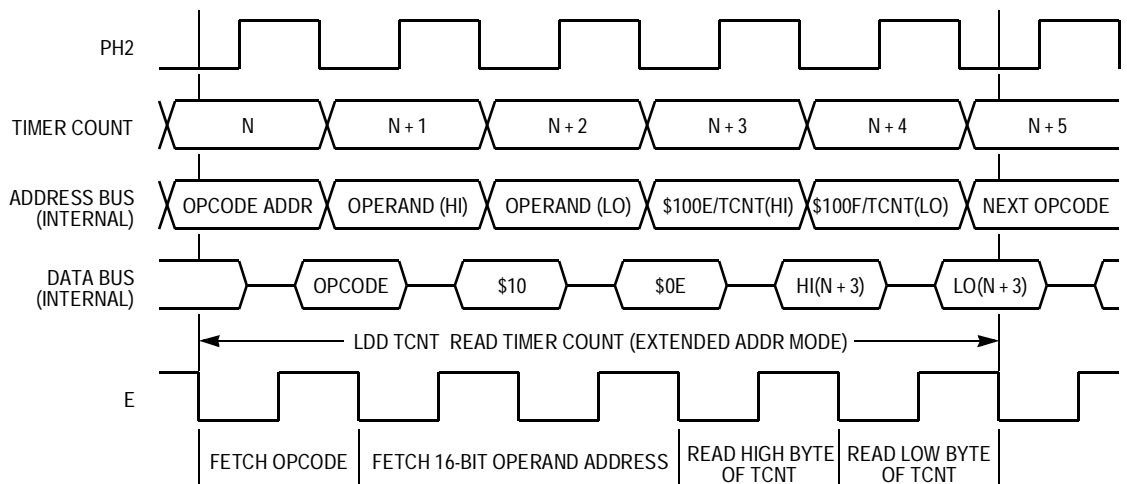 PH2
TIMER COUNT
N
N + 1
N + 2
N + 3
N + 4
N + 5
ADDRESS BUS
(INTERNAL)
OPCODE ADDR
OPERAND (HI)
OPERAND (LO)
$100E/TCNT(HI)
$100F/TCNT(LO)
NEXT OPCODE
DATA BUS
(INTERNAL)
OPCODE
$10
$0E
HI(N + 3)
LO(N + 3)
LDD TCNT READ TIMER COUNT (EXTENDED ADDR MODE)
E
FETCH OPCODE
FETCH 16-BIT OPERAND ADDRESS
READ HIGH BYTE
OF TCNT
READ LOW BYTE
OF TCNT